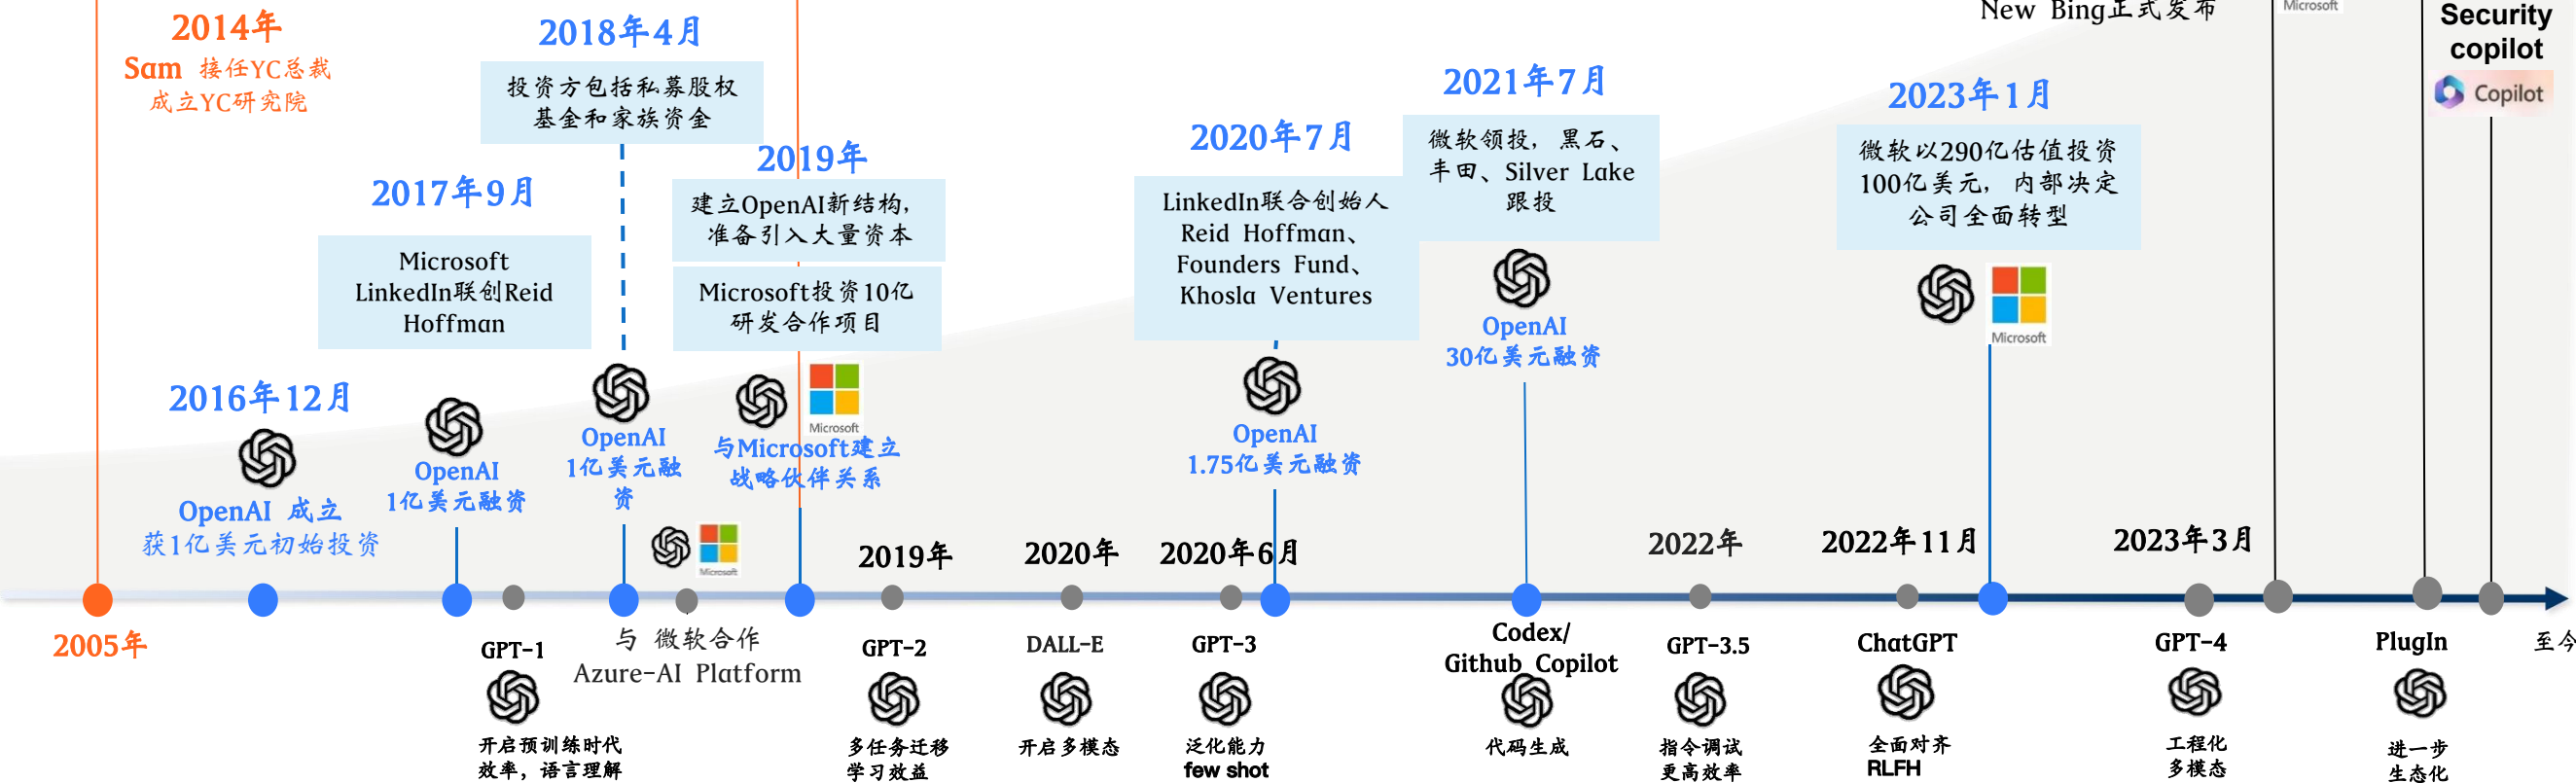 2014年
Sam 接任YC总裁
成立YC研究院
2018年4月
投资方包括私募股权
基金和家族资金
2017年9月
Microsoft
LinkedIn联创Reid
Hoffman
2019年
建立OpenAI新结构，
准备引入大量资本
Microsoft投资10亿
研发合作项目
2020年7月
LinkedIn联合创始人
Reid Hoffman、
Founders Fund、
Khosla Ventures
2021年7月
微软领投，黑石、
丰田、Silver Lake
跟投
2023年1月
微软以290亿估值投资
100亿美元，内部决定
公司全面转型
New Bing正式发布
Microsoft
Security
copilot
Copilot
2016年12月
OpenAI 成立
获1亿美元初始投资
OpenAI
1亿美元融资
OpenAI
1亿美元融
资
Microsoft
与Microsoft建立
战略伙伴关系
Microsoft
OpenAI
1.75亿美元融资
OpenAI
30亿美元融资
Microsoft
2019年
2020年
2020年6月
2022年
2022年11月
2023年3月
2005年
GPT-1
开启预训练时代
效率，语言理解
与 微软合作
Azure-AI Platform
GPT-2
多任务迁移
学习效益
DALL-E
开启多模态
GPT-3
泛化能力
few shot
Codex/
Github Copilot
代码生成
GPT-3.5
指令调试
更高效率
ChatGPT
全面对齐
RLFH
GPT-4
工程化
多模态
PlugIn
进一步
生态化
至今